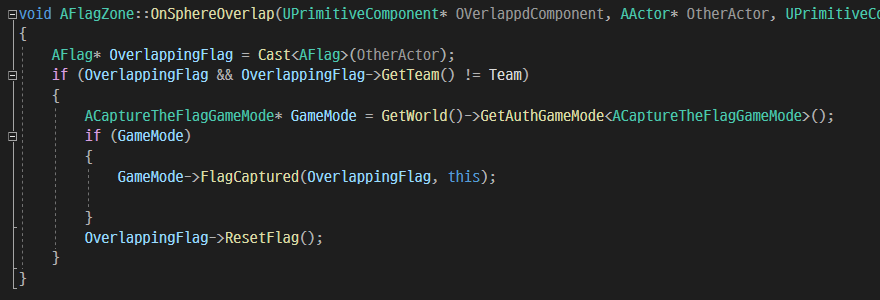 void AFlagZone::OnSphereOverlap(UPrimitiveComponent* OVerlappdComponent, AActor* OtherActor, UPrimitiveCo
{
    AFlag* OverlappingFlag = Cast<AFlag>(OtherActor);
    if (OverlappingFlag && OverlappingFlag->GetTeam() != Team)
    {
        ACaptureTheFlagGameMode* GameMode = GetWorld()->GetAuthGameMode<ACaptureTheFlagGameMode>();
        if (GameMode)
        {
            GameMode->FlagCaptured(OverlappingFlag, this);
        }
        OverlappingFlag->ResetFlag();
    }
}